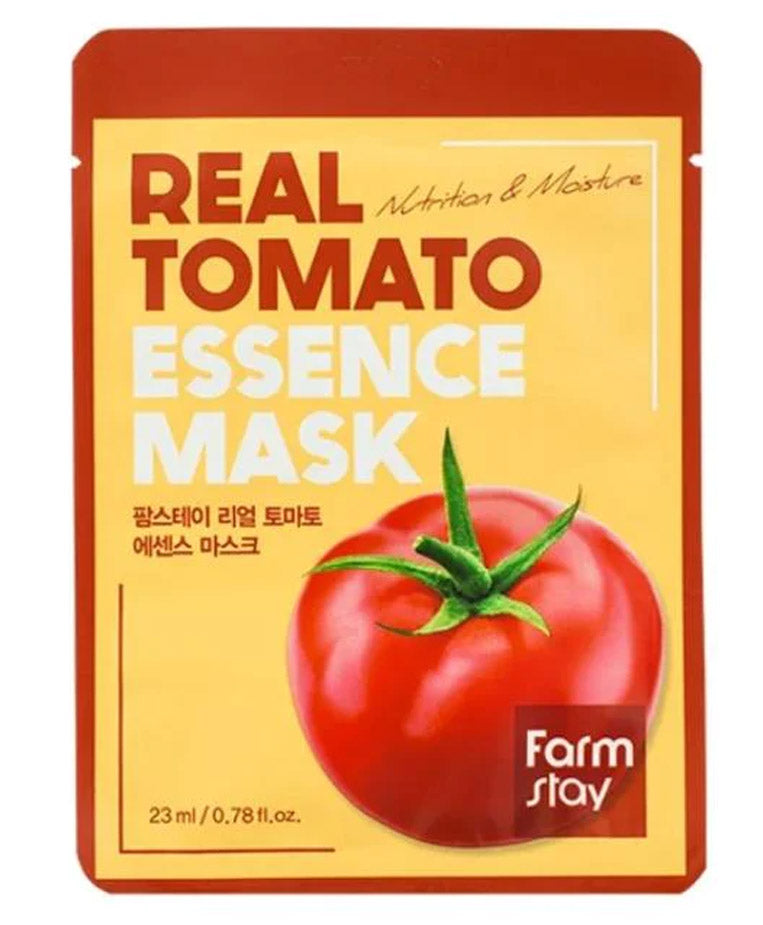 REAL
Nutrition & Moisture
TOMATO
ESSENCE
MASK
팜스테이 리얼 토마토
에센스 마스크
23 ml / 0.78 fl.oz.
Farm
stay